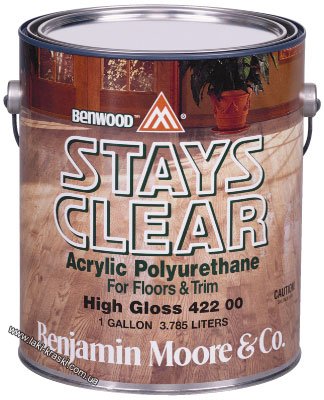 BENWOOD™
STAYS
CLEAR®
Acrylic Polyurethane
For Floors & Trim
High Gloss 422 00
1 GALLON 3.785 LITERS
CAUTION!
Benjamin Moore & Co.
www.lakikraski.com.ua